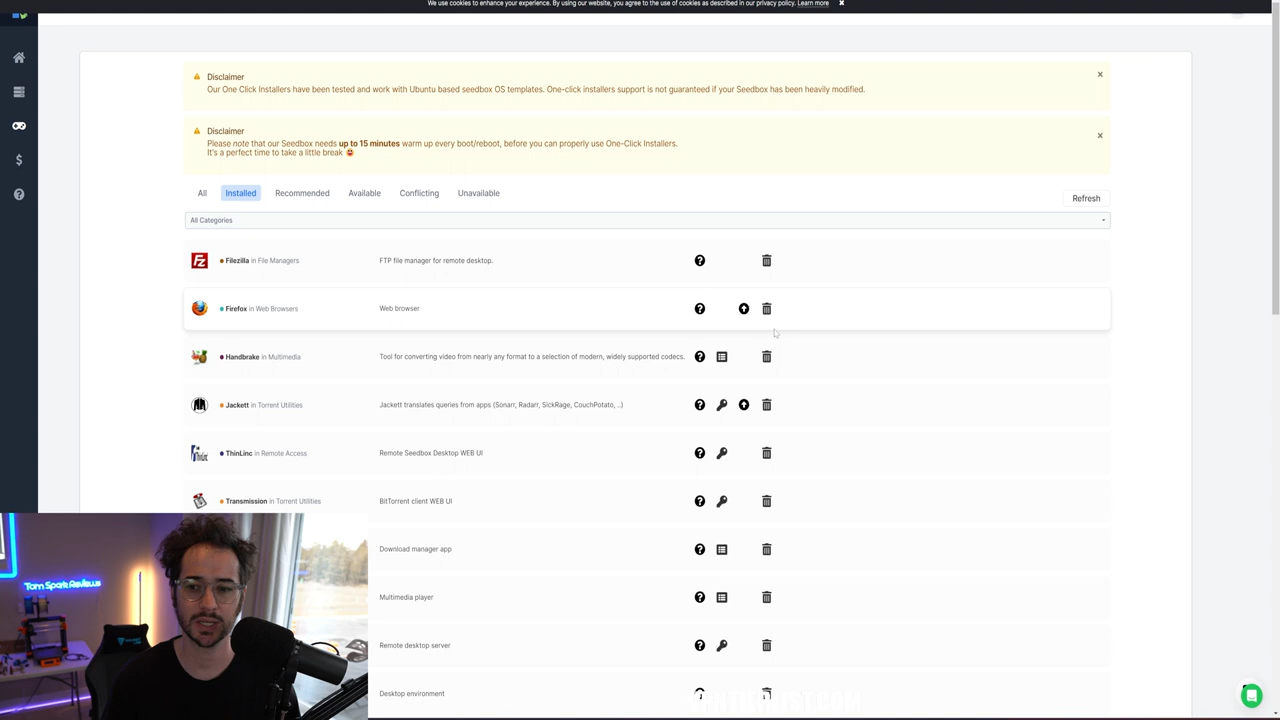 We use cookies to enhance your experience. By using our website, you agree to the use of cookies as described in our privacy policy. Learn more
Disclaimer
Our One Click Installers have been tested and work with Ubuntu based seedbox OS templates. One-click installers support is not guaranteed if your Seedbox has been heavily modified.
Disclaimer
Please note that our Seedbox needs up to 15 minutes warm up every boot/reboot, before you can properly use One-Click Installers.
It's a perfect time to take a little break
All Installed Recommended Available Conflicting Unavailable
Refresh
All Categories
Filezilla in File Managers FTP file manager for remote desktop.
Firefox in Web Browsers Web browser
Handbrake in Multimedia Tool for converting video from nearly any format to a selection of modern, widely supported codecs.
Jackett in Torrent Utilities Jackett translates queries from apps (Sonarr, Radarr, SickRage, CouchPotato, ..)
ThinLinc in Remote Access Remote Seedbox Desktop WEB UI
Transmission in Torrent Utilities BitTorrent client WEB UI
Download manager app
Multimedia player
Remote desktop server
Desktop environment
Tom Spark Reviews